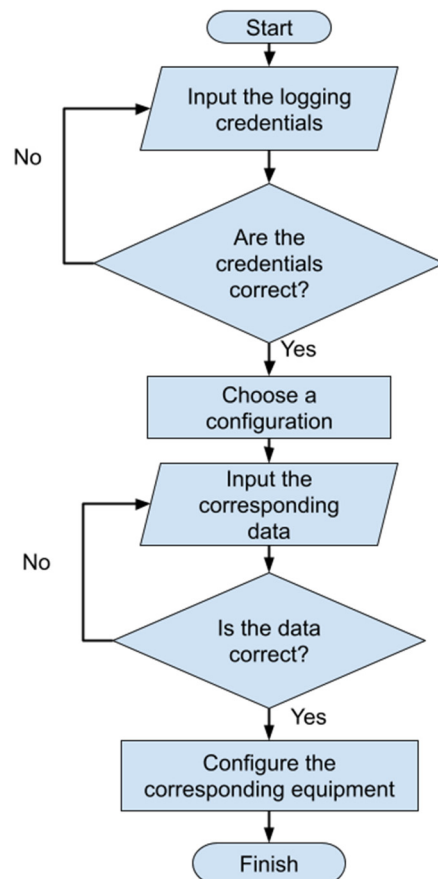 Start
Input the logging
credentials
No
Are the
credentials
correct?
Yes
Choose a
configuration
Input the
corresponding
data
No
Is the data
correct?
Yes
Configure the
corresponding equipment
Finish